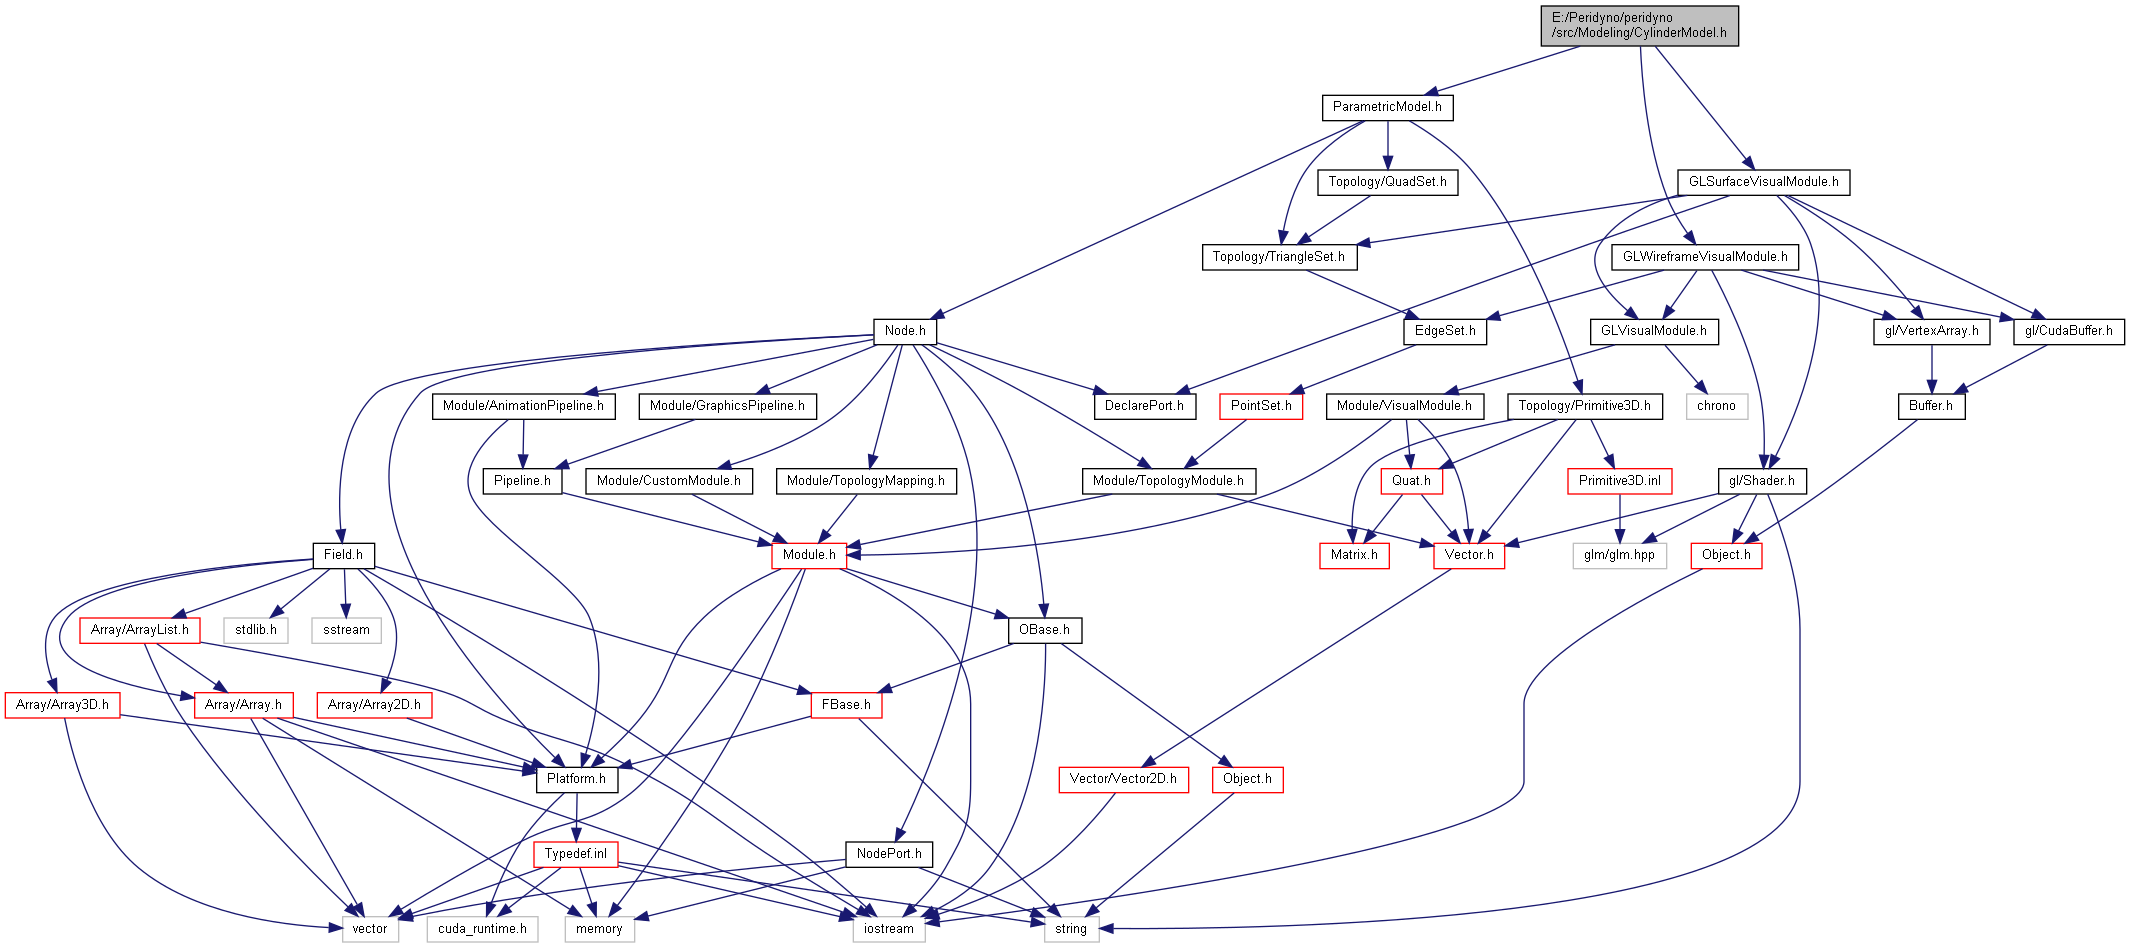 E:/Peridyno/peridyno
/src/Modeling/CylinderModel.h
ParametricModel.h
Topology/QuadSet.h
GLSurfaceVisualModule.h
Topology/TriangleSet.h
GLWireframeVisualModule.h
Node.h
EdgeSet.h
GLVisualModule.h
gl/VertexArray.h
gl/CudaBuffer.h
Module/AnimationPipeline.h
Module/GraphicsPipeline.h
DeclarePort.h
PointSet.h
Module/VisualModule.h
Topology/Primitive3D.h
chrono
Buffer.h
Pipeline.h
Module/CustomModule.h
Module/TopologyMapping.h
Module/TopologyModule.h
Quat.h
Primitive3D.inl
gl/Shader.h
Field.h
Module.h
Matrix.h
Vector.h
glm/glm.hpp
Object.h
Array/ArrayList.h
stdlib.h
sstream
OBase.h
Array/Array3D.h
Array/Array.h
Array/Array2D.h
FBase.h
Platform.h
Vector/Vector2D.h
Object.h
Typedef.inl
NodePort.h
vector
cuda_runtime.h
memory
iostream
string